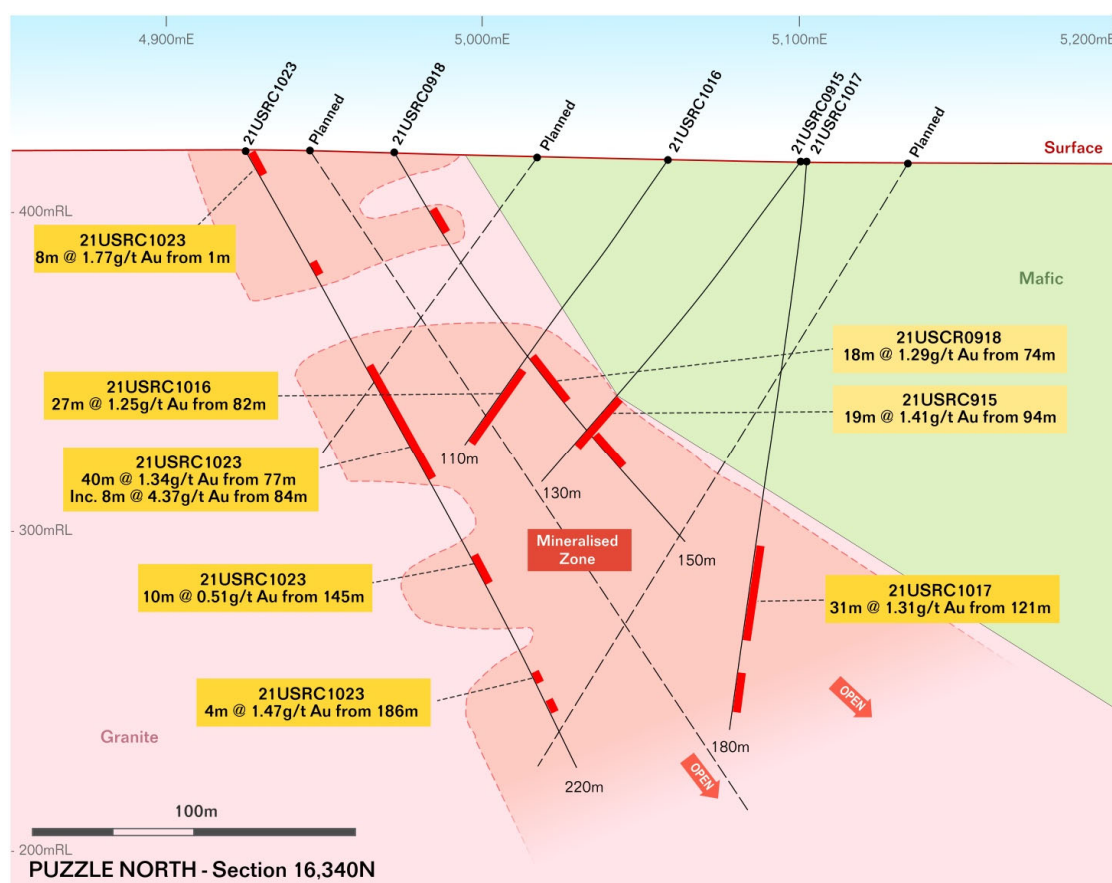 4,900mE
5,000mE
5,100mE
5,200mE
21USRC1023
Planned
21USRC0918
Planned
21USRC1016
21USRC0915
21USRC1017
Planned
Surface
400mRL
21USRC1023
8m @ 1.77g/t Au from 1m
Mafic
21USCR0918
18m @ 1.29g/t Au from 74m
21USRC1016
27m @ 1.25g/t Au from 82m
21USRC915
19m @ 1.41g/t Au from 94m
110m
21USRC1023
40m @ 1.34g/t Au from 77m
Inc. 8m @ 4.37g/t Au from 84m
130m
300mRL
Mineralised
Zone
150m
21USRC1023
10m @ 0.51g/t Au from 145m
21USRC1017
31m @ 1.31g/t Au from 121m
21USRC1023
4m @ 1.47g/t Au from 186m
OPEN
Granite
180m
OPEN
220m
100m
200mRL
PUZZLE NORTH - Section 16,340N